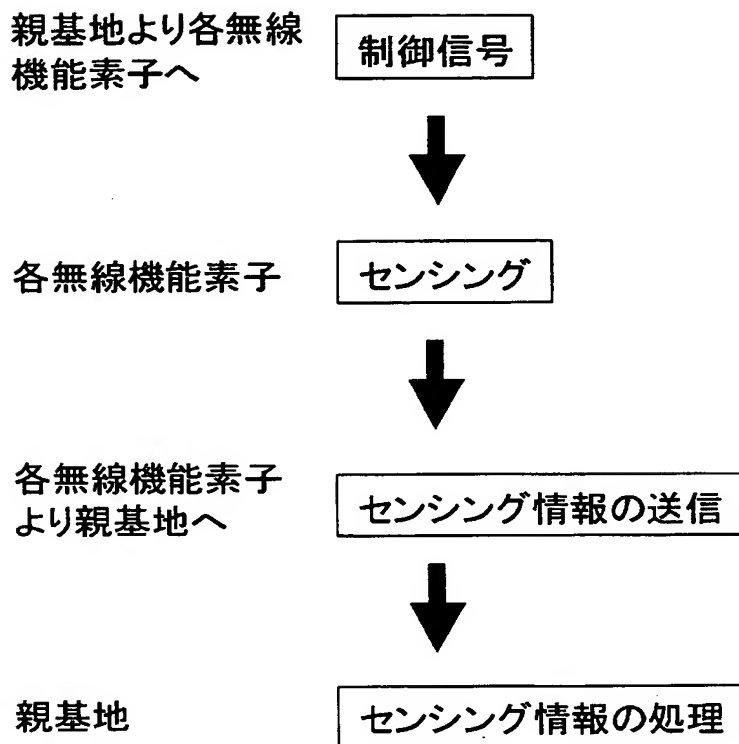 親基地より各無線
機能素子へ
制御信号
各無線機能素子
センシング
各無線機能素子
より親基地へ
センシング情報の送信
親基地
センシング情報の処理